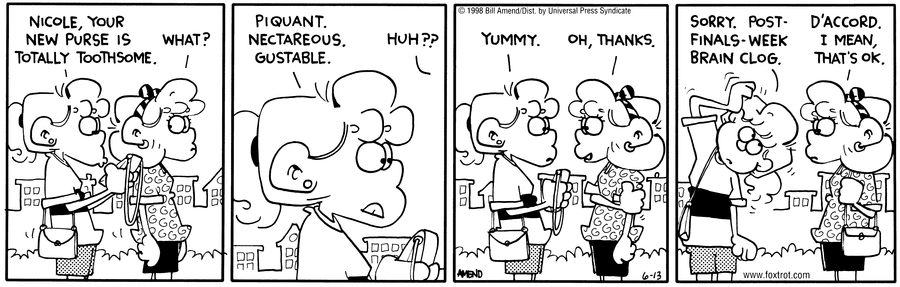 NICOLE, YOUR
NEW PURSE IS
TOTALLY TOOTHSOME.
WHAT?
PIQUANT.
NECTAREOUS.
GUSTABLE.
HUH??
© 1998 Bill Amend/Dist. by Universal Press Syndicate
YUMMY.
OH, THANKS.
AMEND
6-13
SORRY. POST-
FINALS-WEEK
BRAIN CLOG.
D'ACCORD.
I MEAN,
THAT'S OK.
www.foxtrot.com